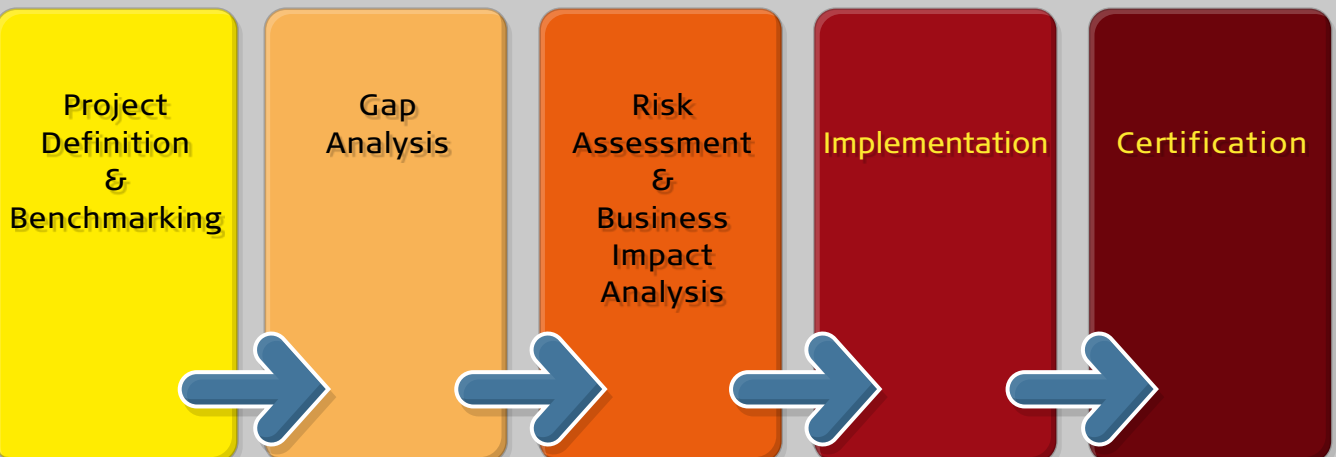 Project
Definition
&
Benchmarking
Gap
Analysis
Risk
Assessment
&
Business
Impact
Analysis
Implementation
Certification